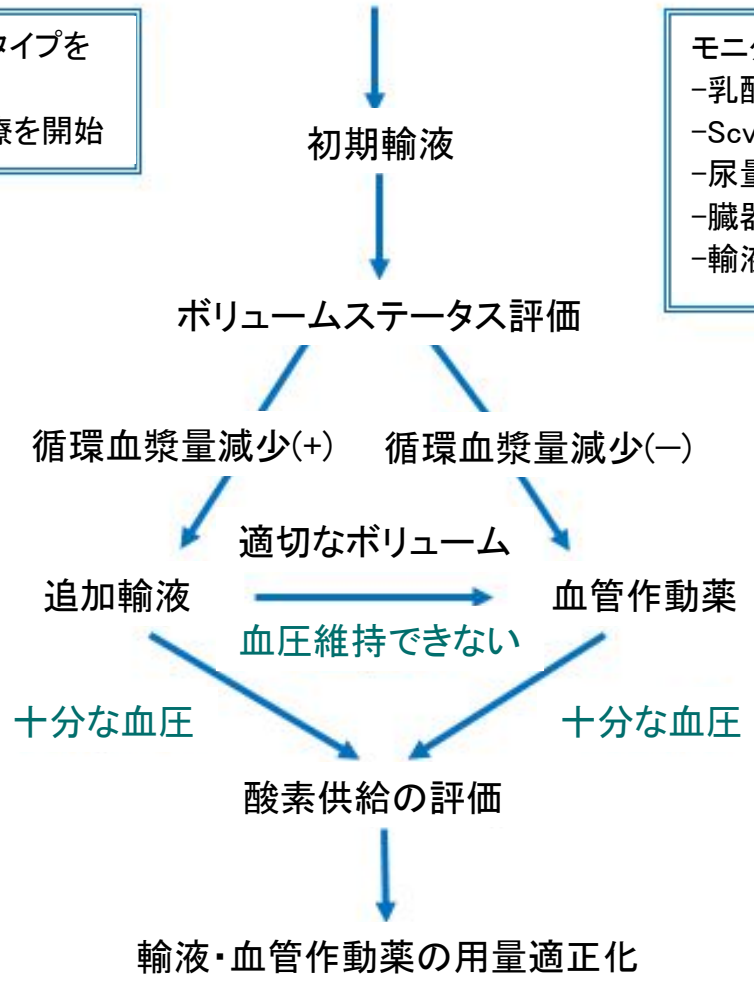 タイプを
療を開始
モニタ
-乳酸
-Scv
-尿量
-臓器
-輸液
初期輸液
ボリュームステータス評価
循環血漿量減少(+) 循環血漿量減少(ー)
適切なボリューム
追加輸液 血管作動薬
血圧維持できない
十分な血圧 十分な血圧
酸素供給の評価
輸液・血管作動薬の用量適正化